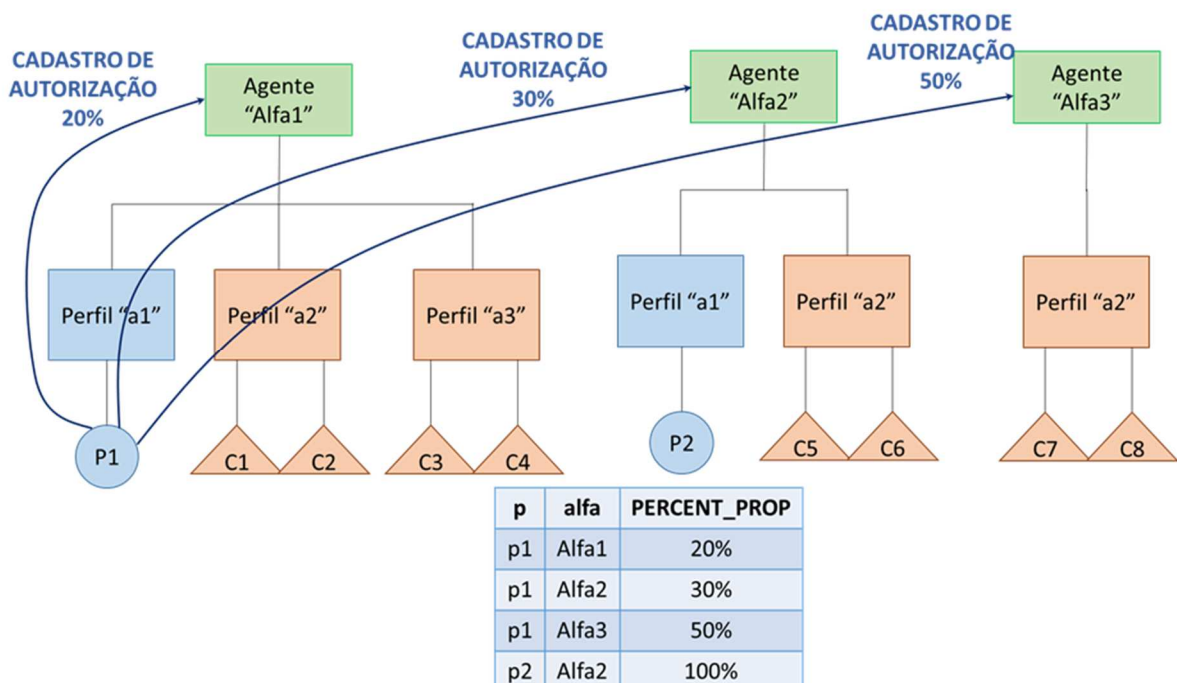 CADASTRO DE
AUTORIZAÇÃO
20%
CADASTRO DE
AUTORIZAÇÃO
30%
CADASTRO DE
AUTORIZAÇÃO
50%
Agente
“Alfa1”
Agente
“Alfa2”
Agente
“Alfa3”
Perfil “a1”
Perfil “a2”
Perfil “a3”
Perfil “a1”
Perfil “a2”
Perfil “a2”
P1
C1
C2
C3
C4
P2
C5
C6
C7
C8
p alfa PERCENT_PROP
p1 Alfa1 20%
p1 Alfa2 30%
p1 Alfa3 50%
p2 Alfa2 100%